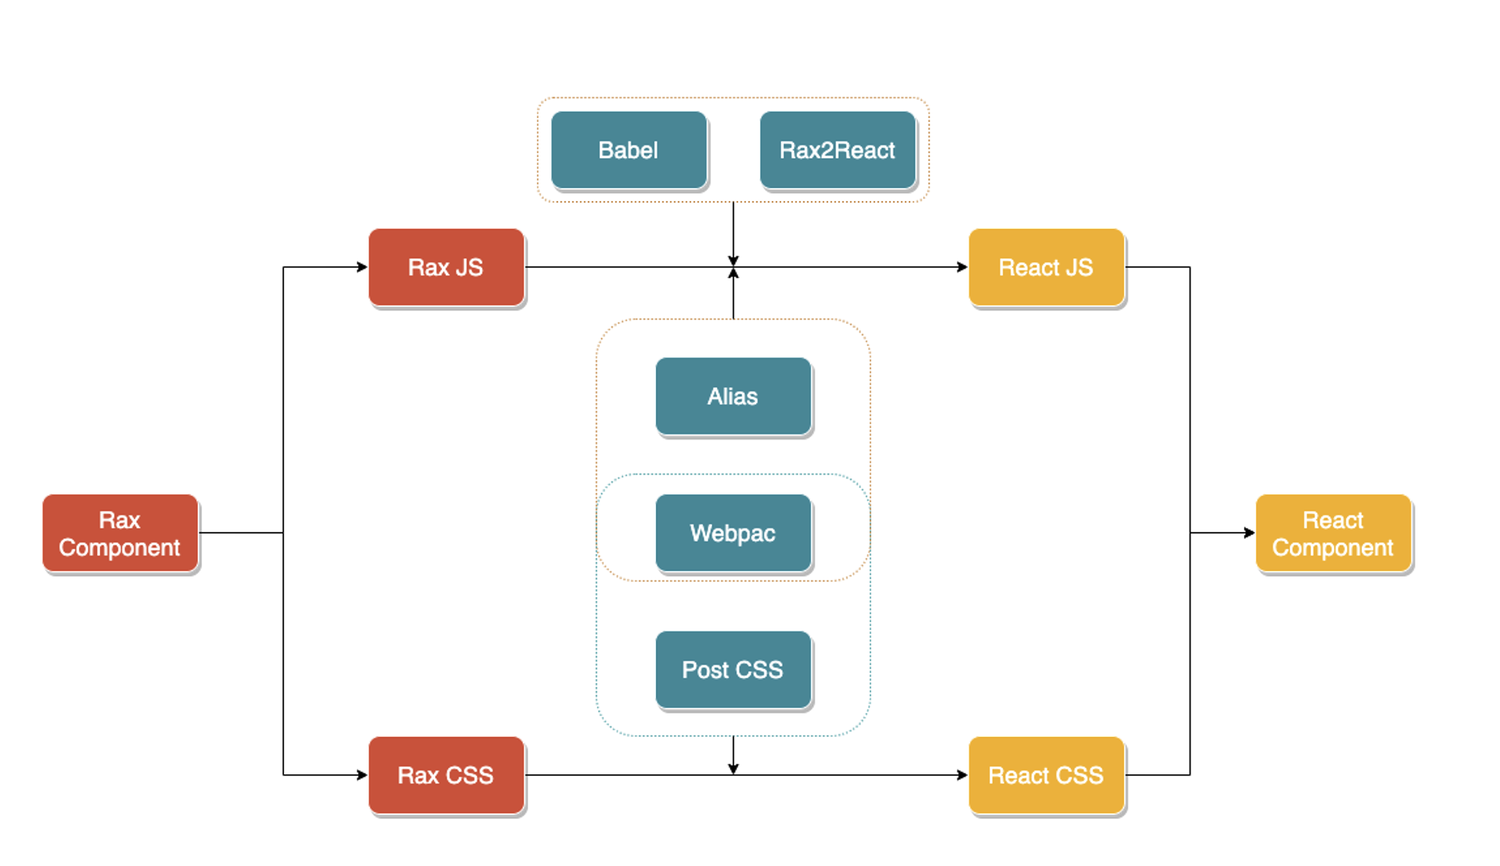 Babel
Rax2React
Rax JS
React JS
Alias
Rax
Component
Webpac
React
Component
Post CSS
Rax CSS
React CSS